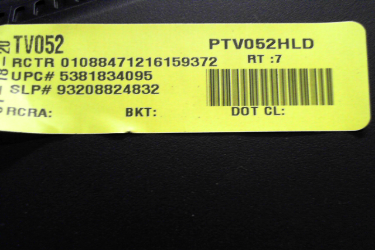 TV052 PTV052HLD
RCTR 01088471216159372 RT :7
UPC# 5381834095
SLP# 93208824832
RCRA: BKT: DOT CL: